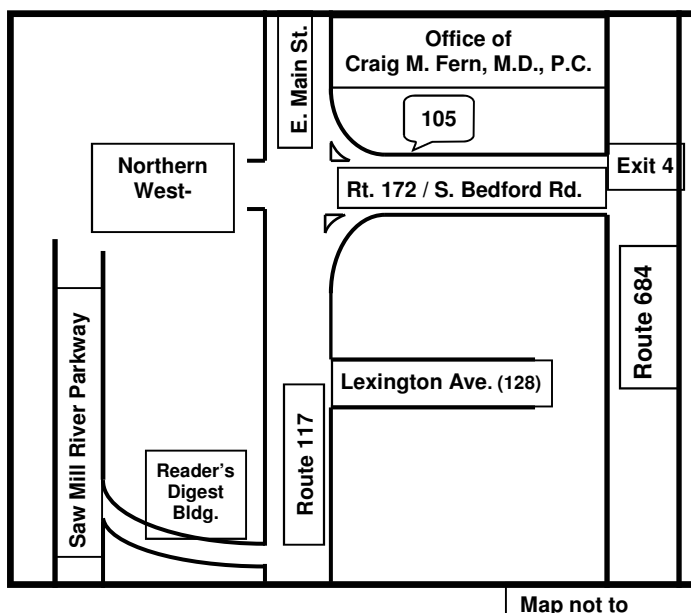 Office of
Craig M. Fern, M.D., P.C.
E. Main St.
105
Northern
West-
Exit 4
Rt. 172 / S. Bedford Rd.
Route 684
Saw Mill River Parkway
Lexington Ave. (128)
Route 117
Reader’s
Digest
Bldg.
Map not to